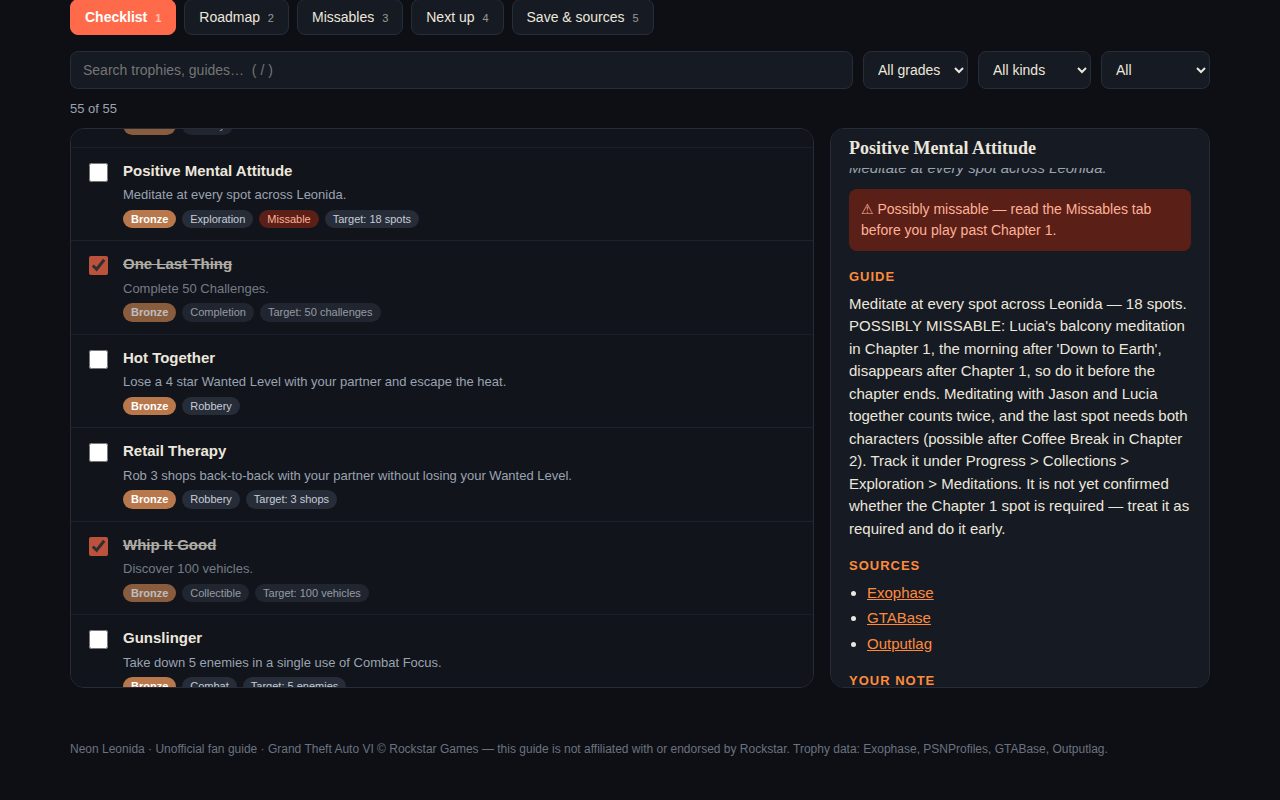 Checklist 1
Roadmap 2
Missables 3
Next up 4
Save & sources 5
Search trophies, guides… ( / )
All grades
All kinds
All
55 of 55
Positive Mental Attitude
Meditate at every spot across Leonida.
Bronze
Exploration
Missable
Target: 18 spots
One Last Thing
Complete 50 Challenges.
Bronze
Completion
Target: 50 challenges
Hot Together
Lose a 4 star Wanted Level with your partner and escape the heat.
Bronze
Robbery
Retail Therapy
Rob 3 shops back-to-back with your partner without losing your Wanted Level.
Bronze
Robbery
Target: 3 shops
Whip It Good
Discover 100 vehicles.
Bronze
Collectible
Target: 100 vehicles
Gunslinger
Take down 5 enemies in a single use of Combat Focus.
Bronze
Combat
Target: 5 enemies
Positive Mental Attitude
Meditate at every spot across Leonida.
⚠ Possibly missable — read the Missables tab
before you play past Chapter 1.
GUIDE
Meditate at every spot across Leonida — 18 spots.
POSSIBLY MISSABLE: Lucia's balcony meditation
in Chapter 1, the morning after 'Down to Earth',
disappears after Chapter 1, so do it before the
chapter ends. Meditating with Jason and Lucia
together counts twice, and the last spot needs both
characters (possible after Coffee Break in Chapter
2). Track it under Progress > Collections >
Exploration > Meditations. It is not yet confirmed
whether the Chapter 1 spot is required — treat it as
required and do it early.
SOURCES
Exophase
GTABase
Outputlag
YOUR NOTE
Neon Leonida · Unofficial fan guide · Grand Theft Auto VI © Rockstar Games — this guide is not affiliated with or endorsed by Rockstar. Trophy data: Exophase, PSNProfiles, GTABase, Outputlag.